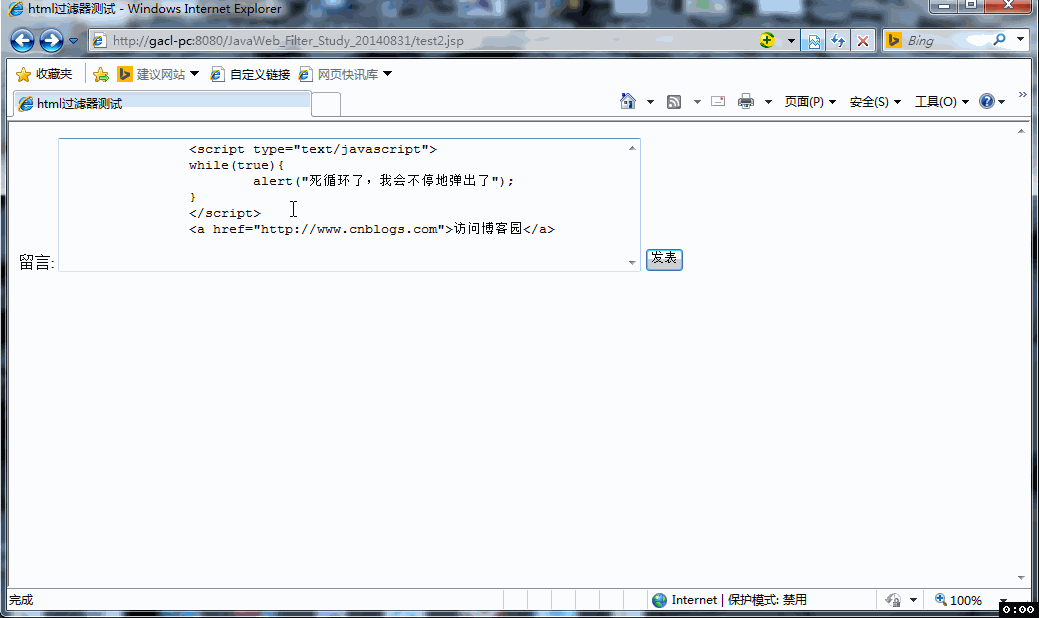 html过滤器测试 - Windows Internet Explorer
http://gacl-pc:8080/JavaWeb_Filter_Study_20140831/test2.jsp
Bing
收藏夹 建议网站 自定义链接 网页快讯库
html过滤器测试
页面(P) 安全(S) 工具(O) »
<script type="text/javascript">
while(true){
alert("死循环了，我会不停地弹出了");
}
</script>
<a href="http://www.cnblogs.com">访问博客园</a>
留言: 发表
完成 Internet | 保护模式: 禁用 100%
0:00